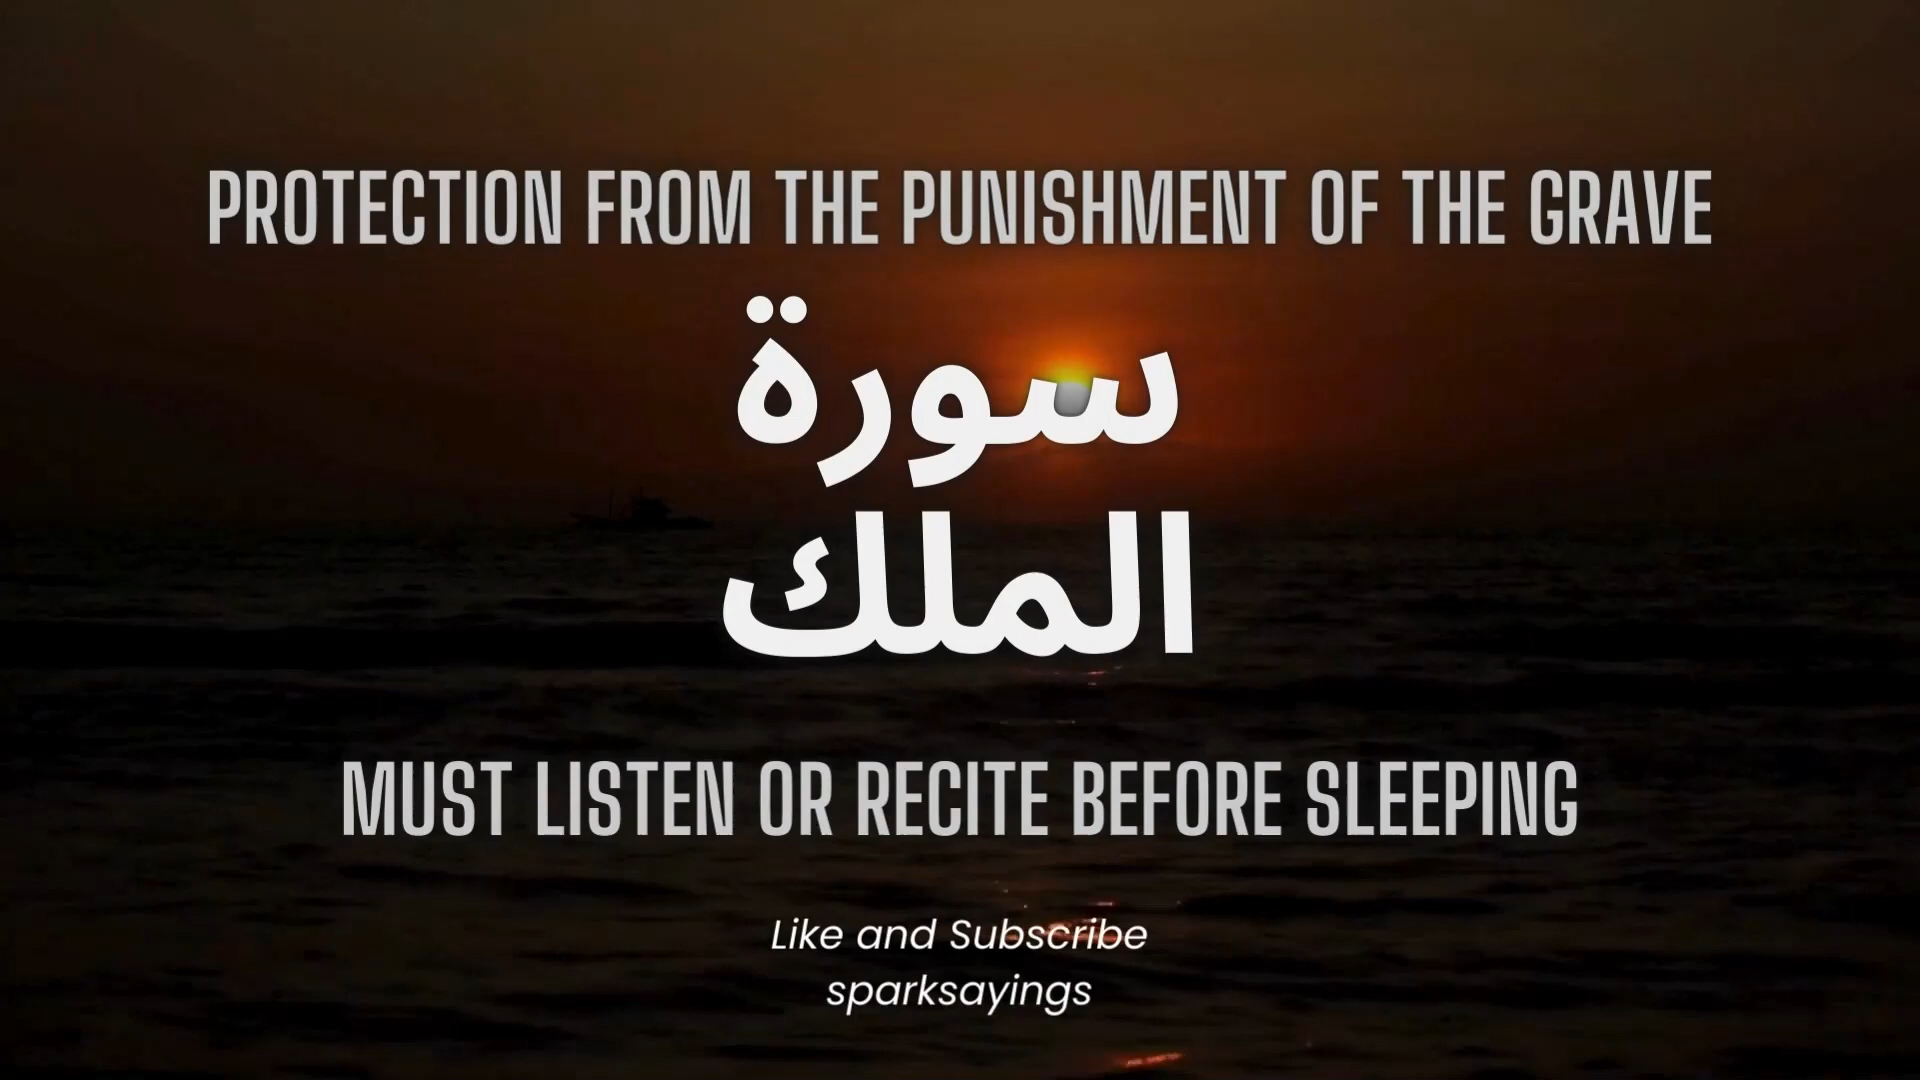 PROTECTION FROM THE PUNISHMENT OF THE GRAVE
سورة
الملك
MUST LISTEN OR RECITE BEFORE SLEEPING
Like and Subscribe
sparksayings